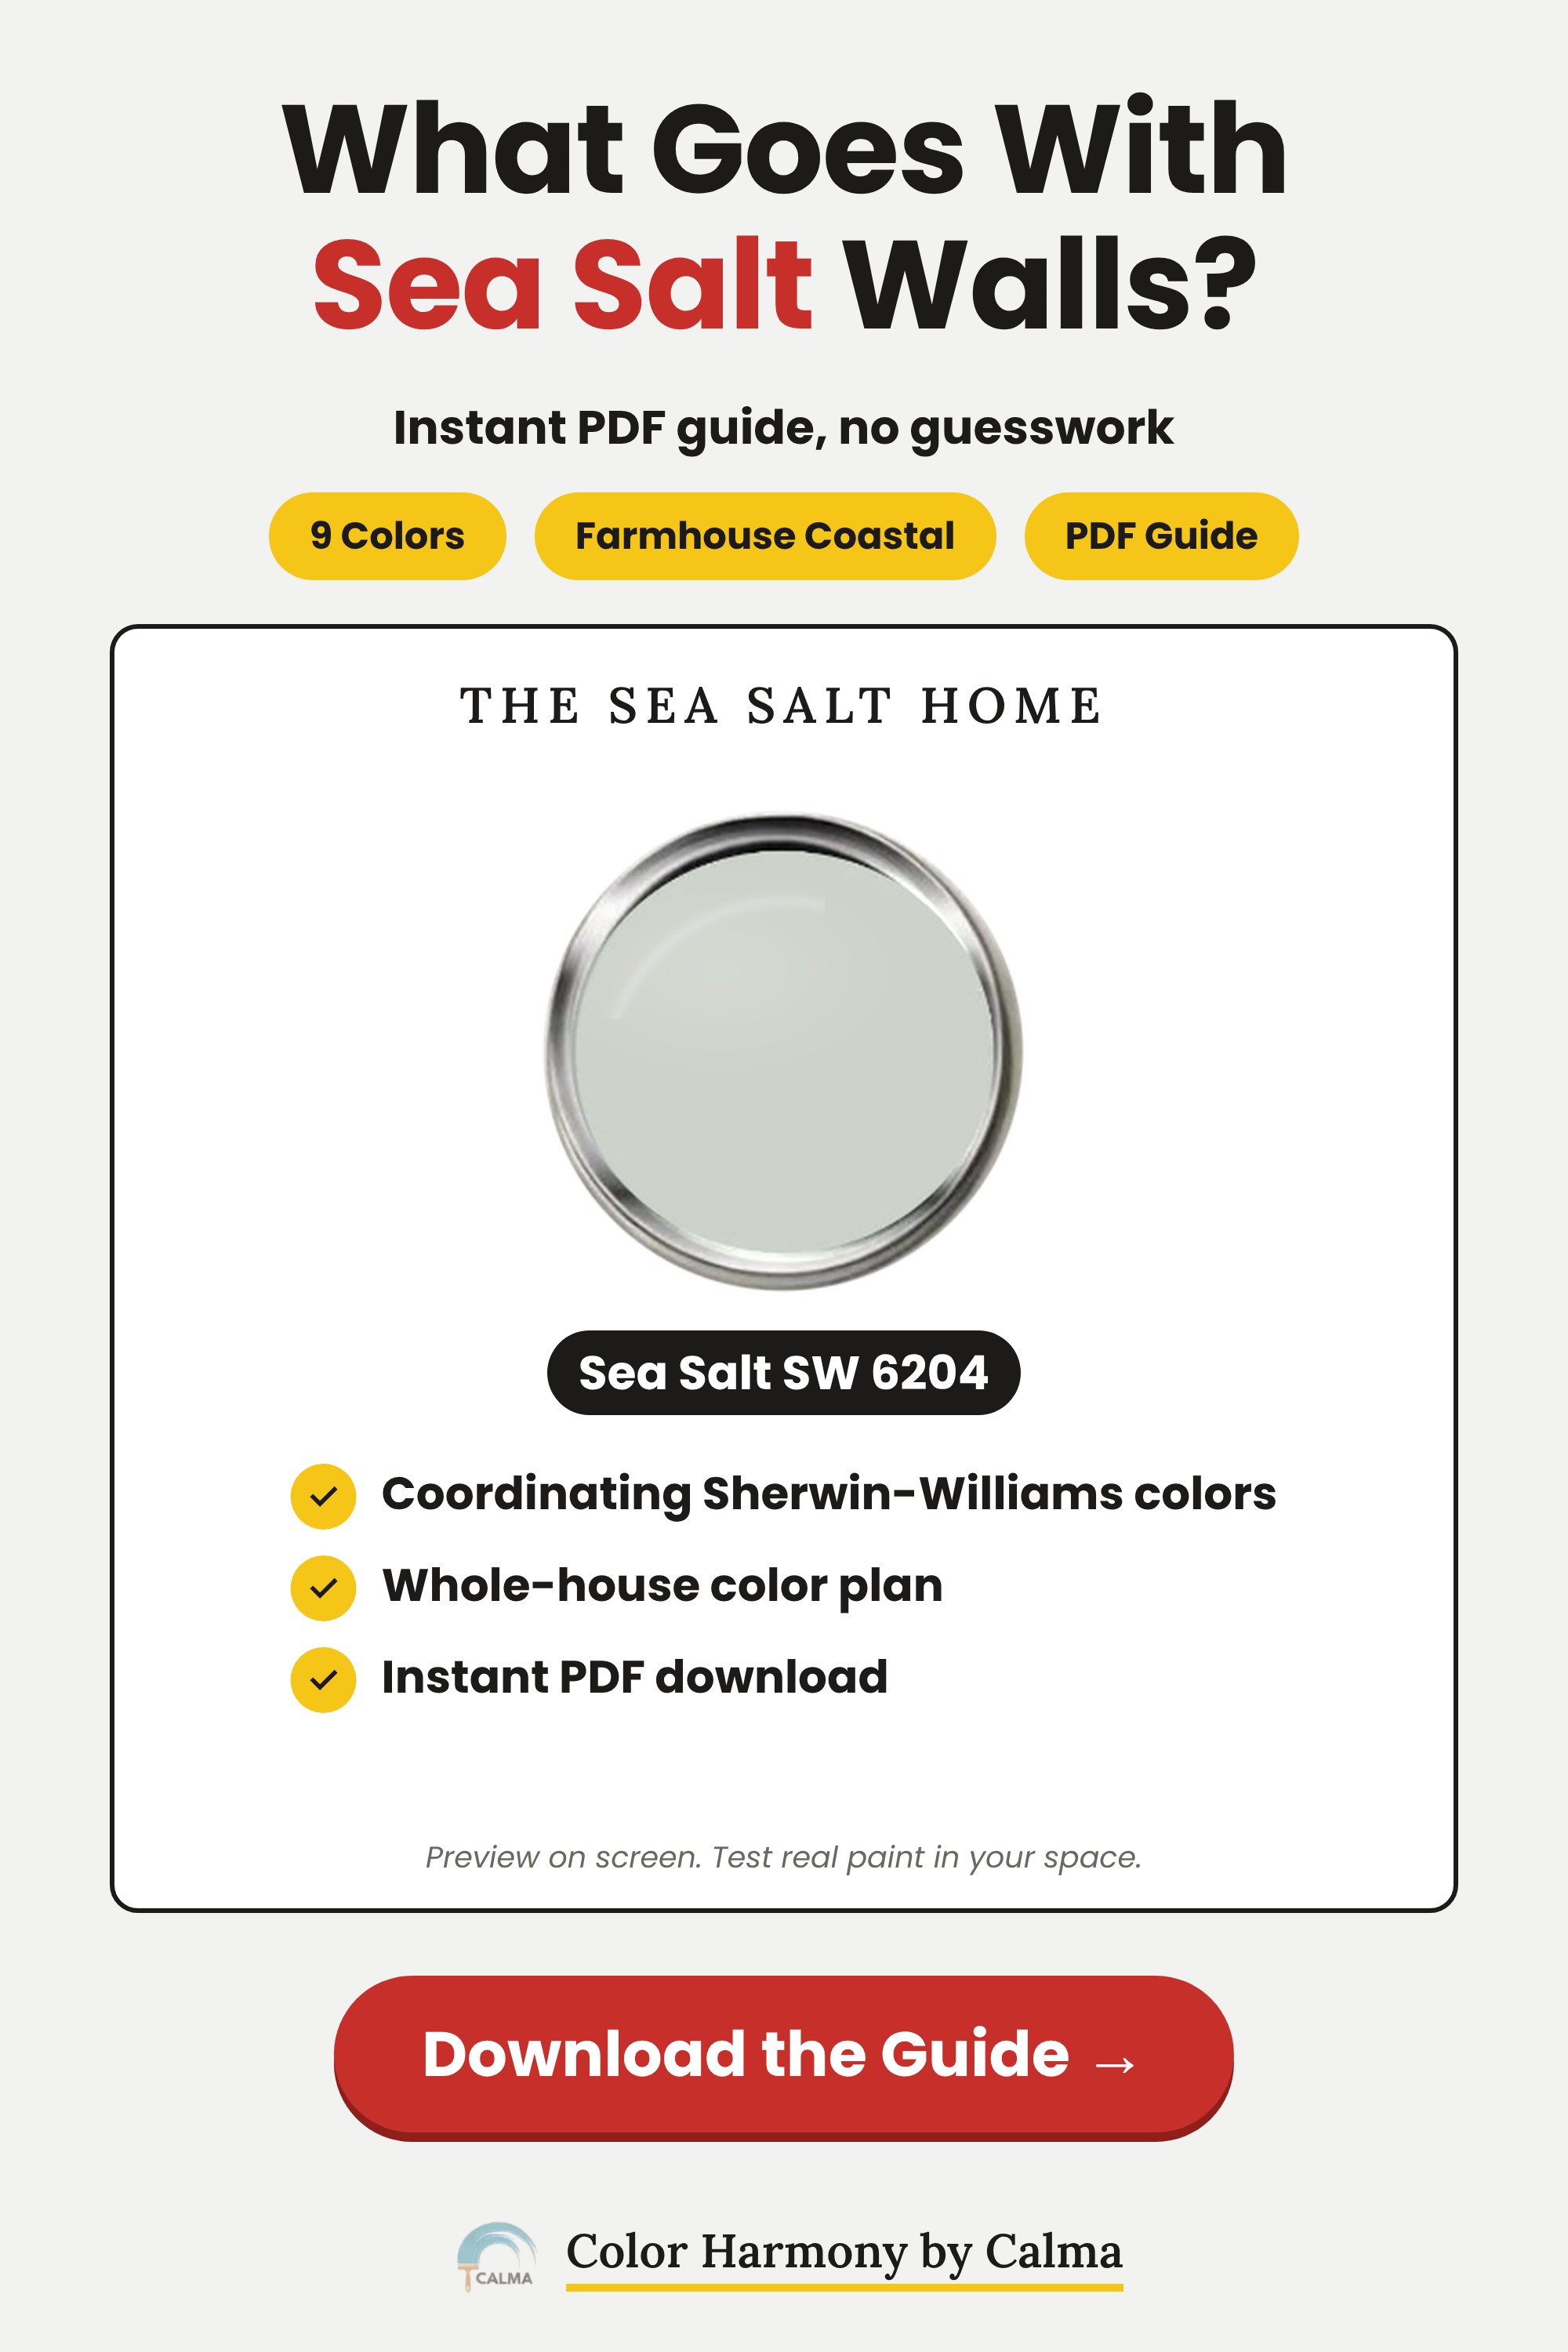 What Goes With
Sea Salt Walls?
Instant PDF guide, no guesswork
9 Colors
Farmhouse Coastal
PDF Guide
THE SEA SALT HOME
Sea Salt SW 6204
Coordinating Sherwin-Williams colors
Whole-house color plan
Instant PDF download
Preview on screen. Test real paint in your space.
Download the Guide →
CALMA
Color Harmony by Calma